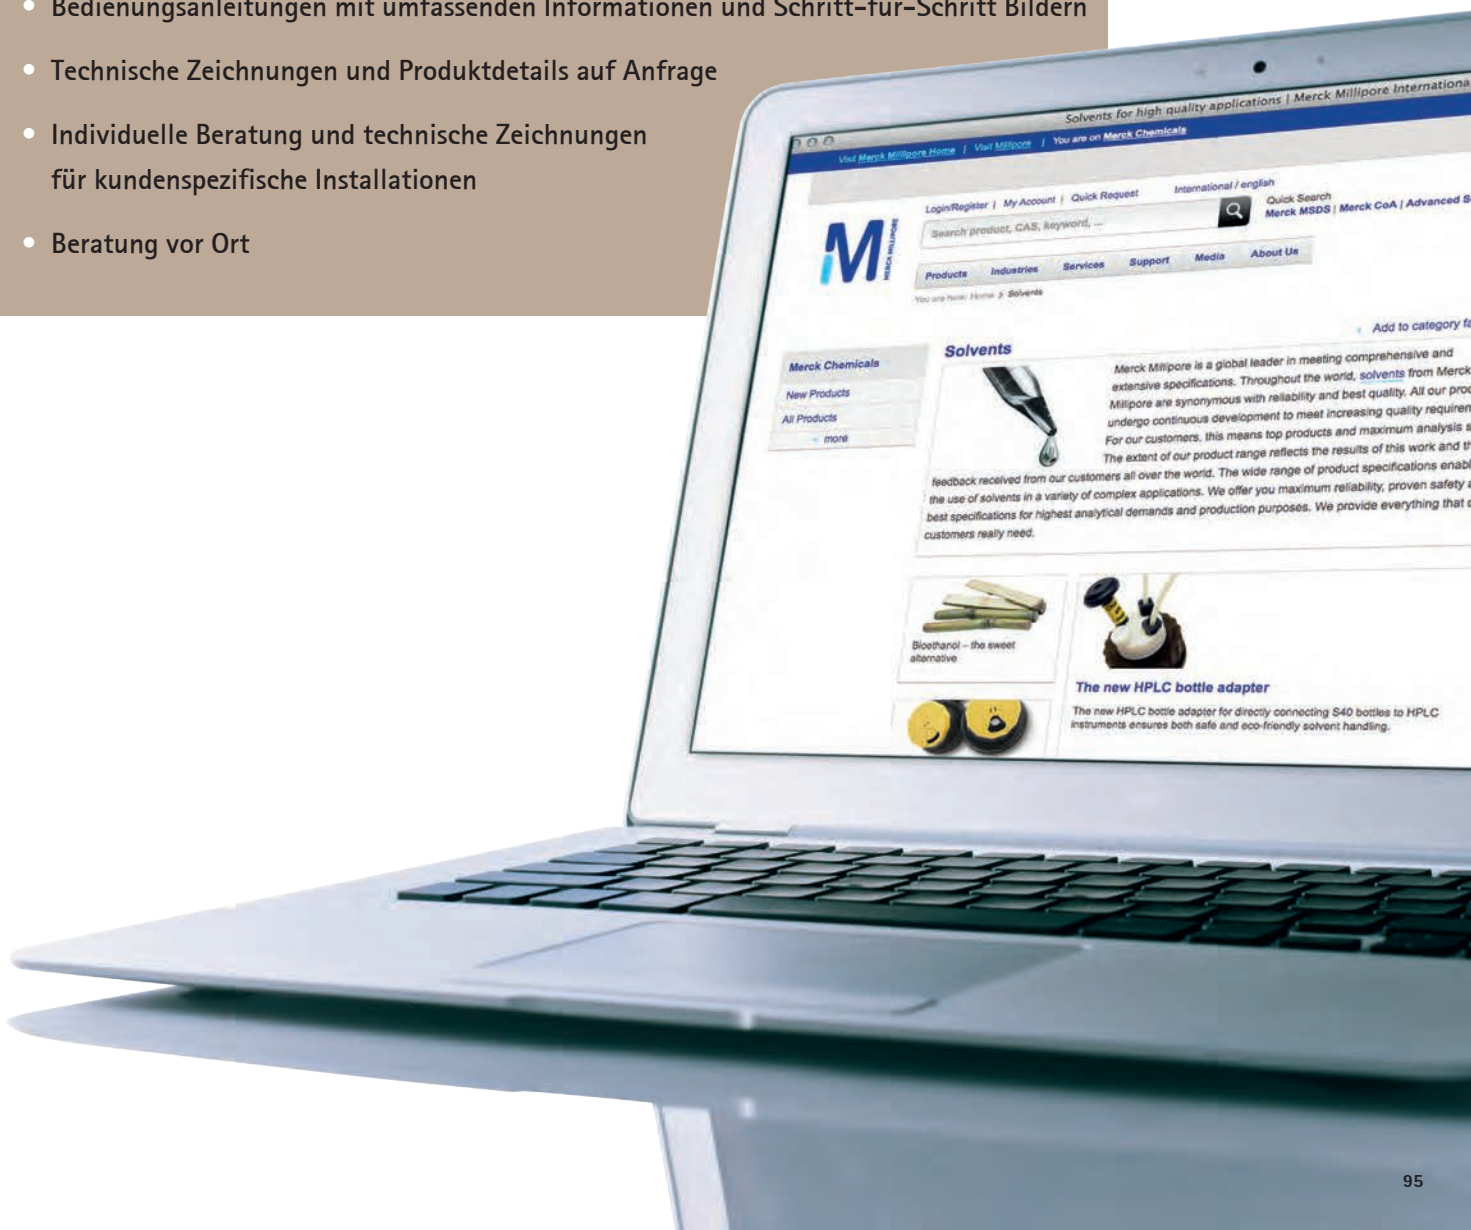 Bedienungsanleitungen mit umfassenden Informationen und Schritt-für-Schritt Bildern
• Technische Zeichnungen und Produktdetails auf Anfrage
• Individuelle Beratung und technische Zeichnungen
für kundenspezifische Installationen
• Beratung vor Ort
Solvents for high quality applications | Merck Millipore Internationa
Visit Merck Millipore Home | Visit Millipore | You are on Merck Chemicals
International / english
Login/Register | My Account | Quick Request
Quick Search
Merck MSDS | Merck CoA | Advanced S
Search product, CAS, keyword, ...
MERCK MILLIPORE
Products Industries Services Support Media About Us
You are here: Home > Solvents
Add to category fa
Merck Chemicals
New Products
All Products
more
Solvents
Merck Millipore is a global leader in meeting comprehensive and
extensive specifications. Throughout the world, solvents from Merck
Millipore are synonymous with reliability and best quality. All our prod
undergo continuous development to meet increasing quality requirem
For our customers, this means top products and maximum analysis s
The extent of our product range reflects the results of this work and th
feedback received from our customers all over the world. The wide range of product specifications enabl
the use of solvents in a variety of complex applications. We offer you maximum reliability, proven safety a
best specifications for highest analytical demands and production purposes. We provide everything that o
customers really need.
Bioethanol – the sweet
alternative
The new HPLC bottle adapter
The new HPLC bottle adapter for directly connecting S40 bottles to HPLC
instruments ensures both safe and eco-friendly solvent handling.
95